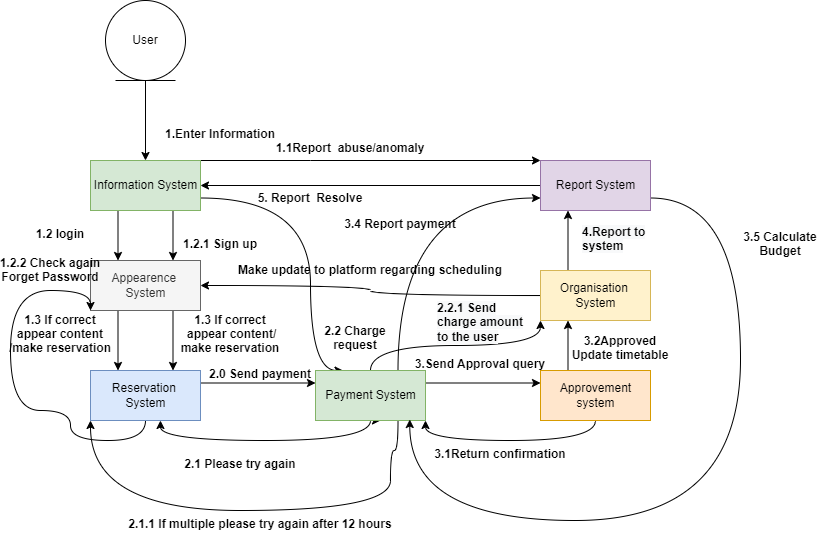 User
1.Enter Information
1.1Report abuse/anomaly
Information System
Report System
5. Report Resolve
3.4 Report payment
1.2 login
1.2.1 Sign up
4.Report to
system
3.5 Calculate
Budget
1.2.2 Check again
Forget Password
Appearence
System
Make update to platform regarding scheduling
Organisation
System
1.3 If correct
appear content
/make reservation
1.3 If correct
appear content/
make reservation
2.2 Charge
request
2.2.1 Send
charge amount
to the user
3.2Approved
Update timetable
2.0 Send payment
3.Send Approval query
Reservation
System
Payment System
Approvement
system
2.1 Please try again
3.1Return confirmation
2.1.1 If multiple please try again after 12 hours